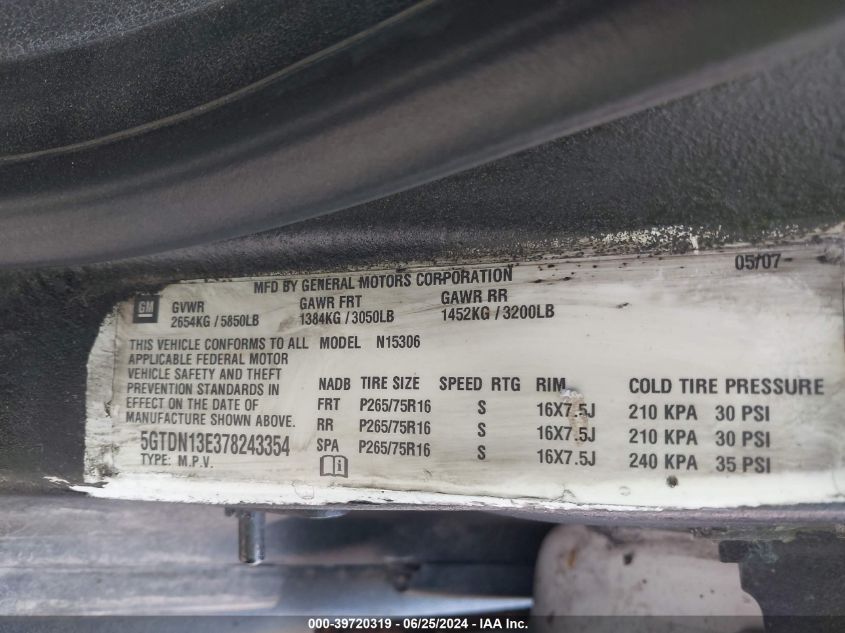 MFD BY GENERAL MOTORS CORPORATION
05/07
GM
GVWR GAWR FRT GAWR RR
2654KG / 5850LB 1384KG / 3050LB 1452KG / 3200LB
THIS VEHICLE CONFORMS TO ALL MODEL N15306
APPLICABLE FEDERAL MOTOR
VEHICLE SAFETY AND THEFT
PREVENTION STANDARDS IN
EFFECT ON THE DATE OF
MANUFACTURE SHOWN ABOVE.
5GTDN13E378243354
TYPE: M.P.V.
NADB TIRE SIZE SPEED RTG RIM COLD TIRE PRESSURE
FRT P265/75R16 S 16X7.5J 210 KPA 30 PSI
RR P265/75R16 S 16X7.5J 210 KPA 30 PSI
SPA P265/75R16 S 16X7.5J 240 KPA 35 PSI
000-39720319 - 06/25/2024 - IAA Inc.